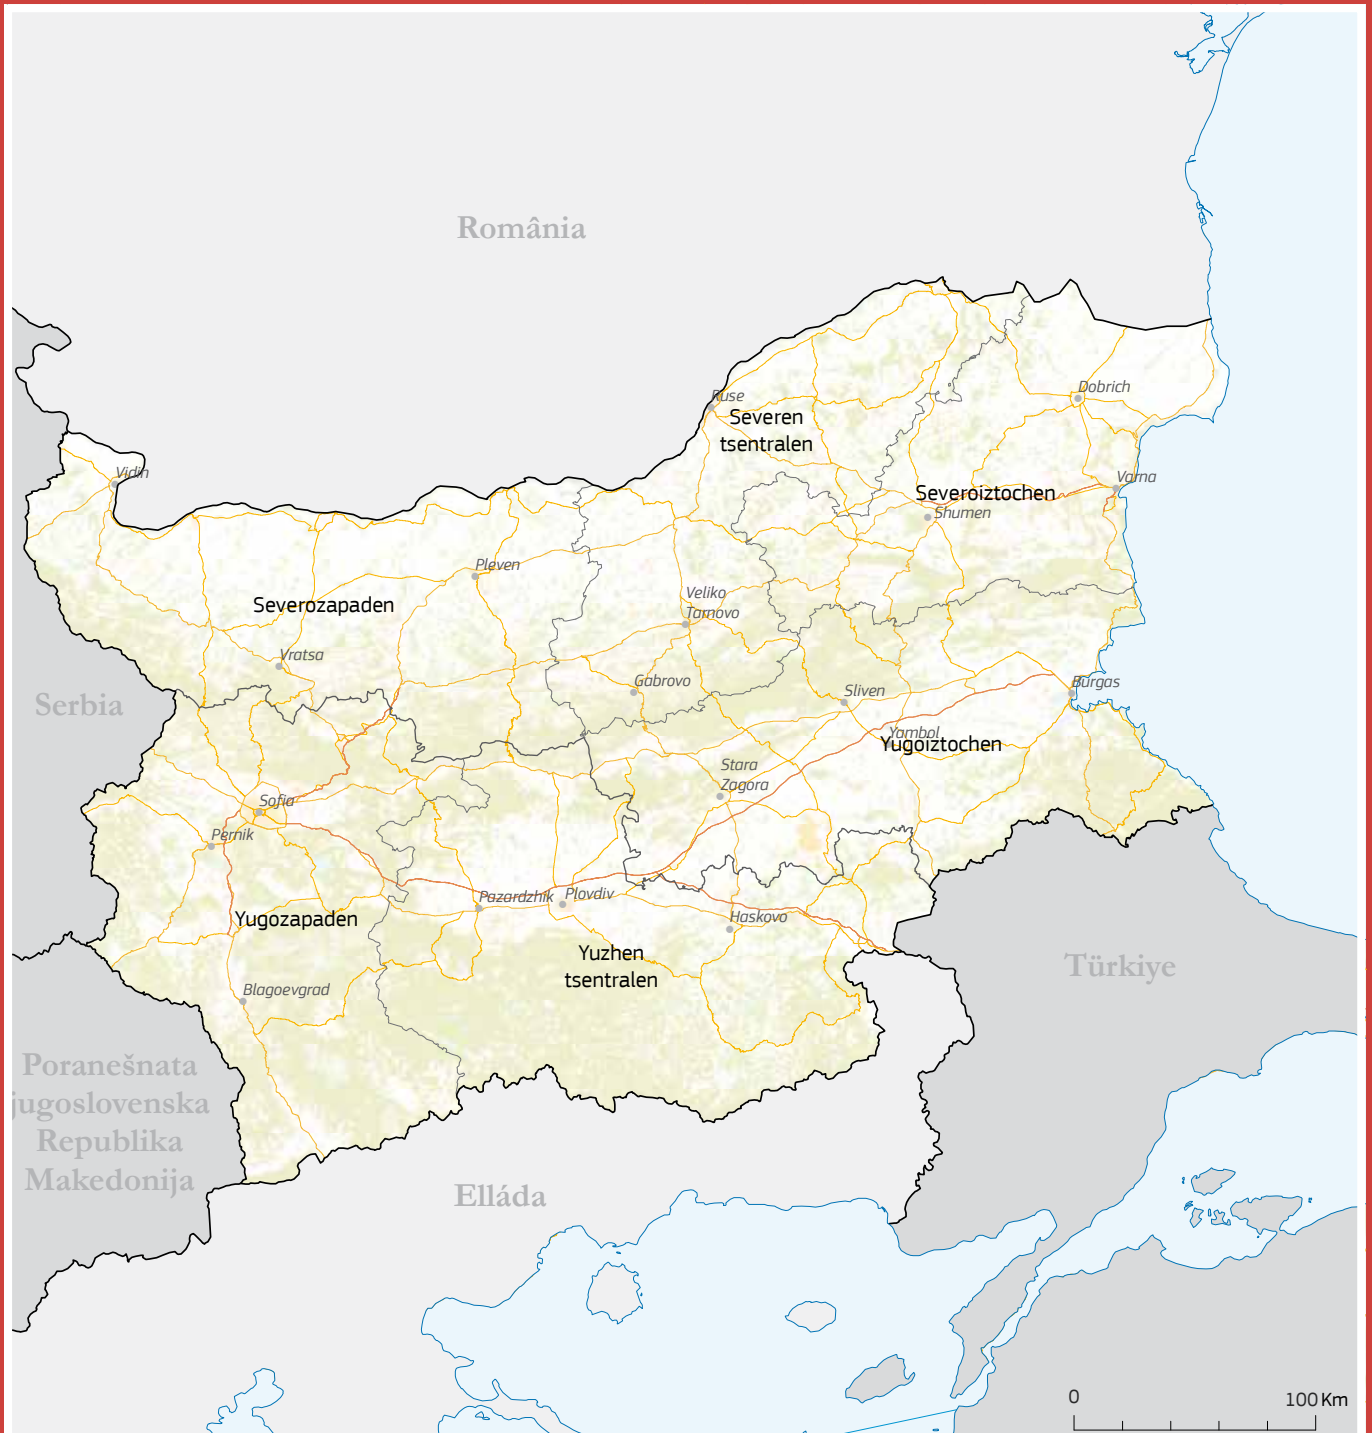 România
Ruse
Dobrich
Severen
tsentralen
Vidin
Varna
Severoiztochen
Shumen
Pleven
Veliko
Tarnovo
Severozapaden
Vratsa
Gabrovo
Sliven
Burgas
Serbia
Yambol
Yugoiztochen
Stara
Zagora
Sofia
Pernik
Pazardzhik
Plovdiv
Haskovo
Yugozapaden
Yuzhen
tsentralen
Türkiye
Blagoevgrad
Poranešnata
jugoslovenska
Republika
Makedonija
Elláda
0 100 Km